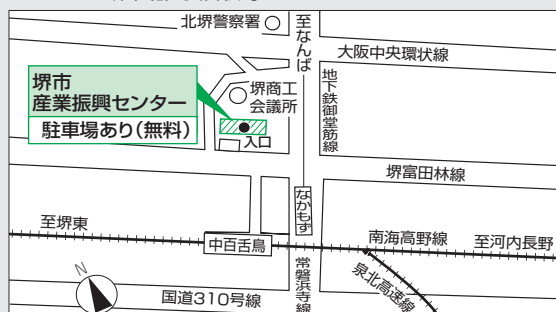 北堺警察署
至なんば
大阪中央環状線
堺市
産業振興センター
駐車場あり(無料)
堺商工
会議所
入口
地下鉄御堂筋線
堺富田林線
なかもず
至堺東
中百舌鳥
南海高野線
至河内長野
泉北高速線
常磐浜寺線
国道310号線
N